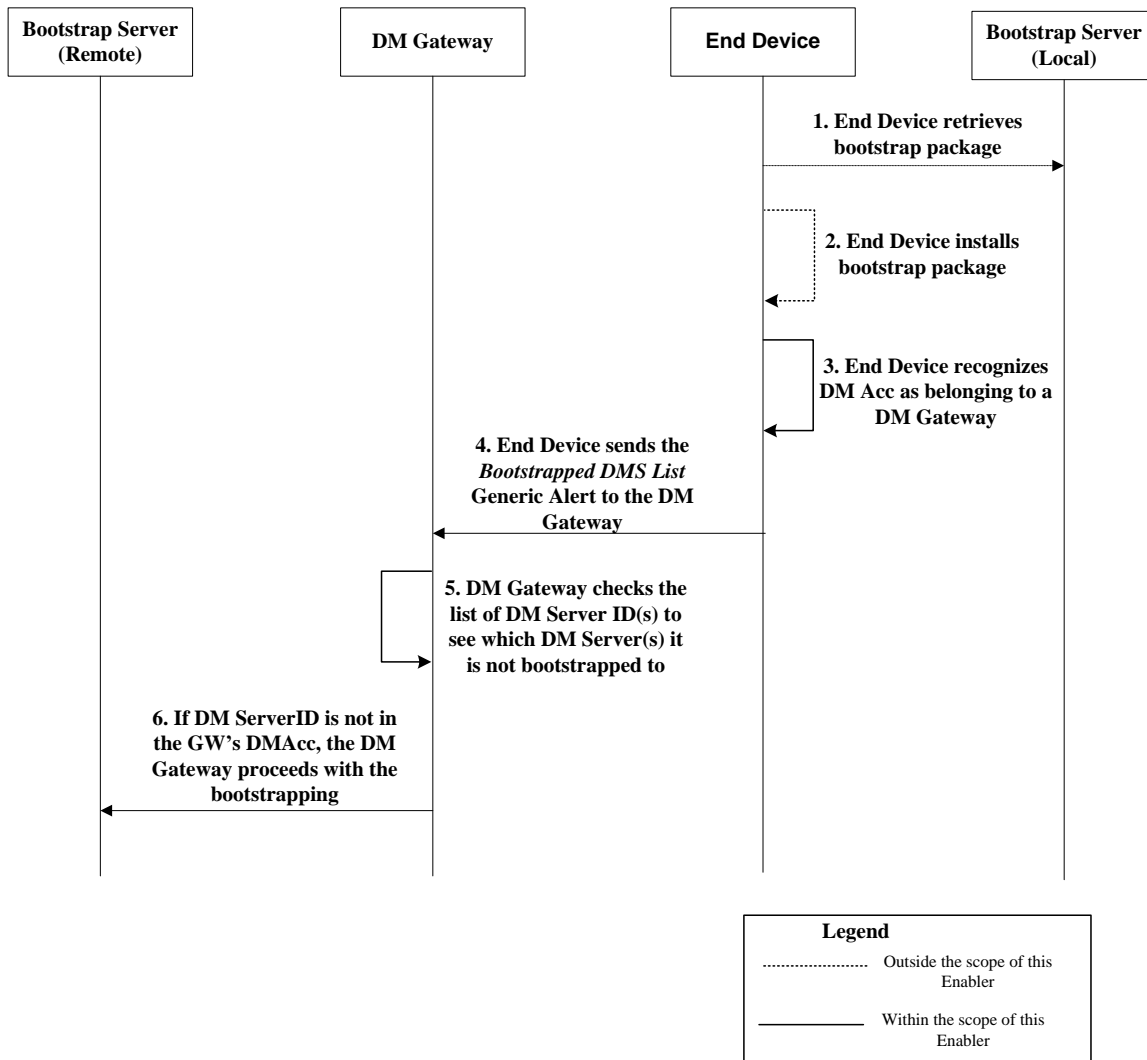 Bootstrap Server
(Remote)
DM Gateway
End Device
Bootstrap Server
(Local)
1. End Device retrieves
bootstrap package
2. End Device installs
bootstrap package
3. End Device recognizes
DM Acc as belonging to a
DM Gateway
4. End Device sends the
Bootstrapped DMS List
Generic Alert to the DM
Gateway
5. DM Gateway checks the
list of DM Server ID(s) to
see which DM Server(s) it
is not bootstrapped to
6. If DM ServerID is not in
the GW’s DMAcc, the DM
Gateway proceeds with the
bootstrapping
Legend
Outside the scope of this
Enabler
Within the scope of this
Enabler